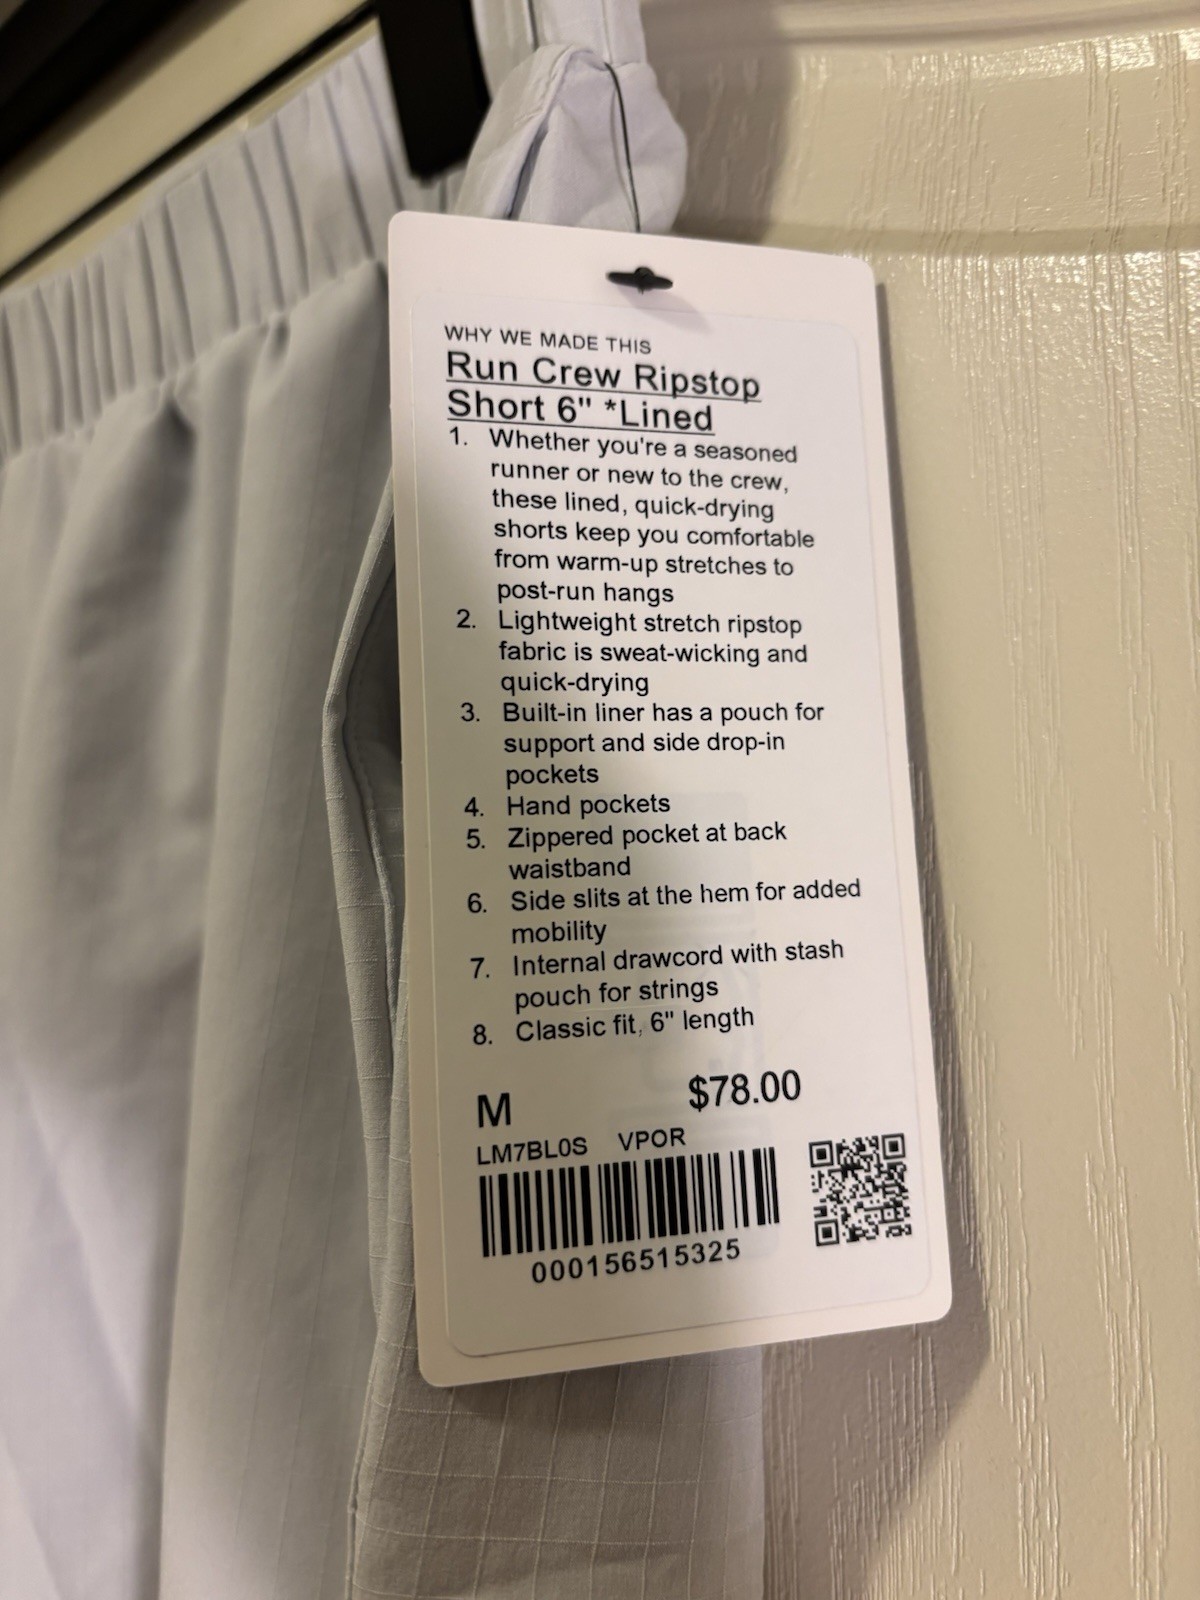 WHY WE MADE THIS
Run Crew Ripstop
Short 6" *Lined
1. Whether you're a seasoned
runner or new to the crew,
these lined, quick-drying
shorts keep you comfortable
from warm-up stretches to
post-run hangs
2. Lightweight stretch ripstop
fabric is sweat-wicking and
quick-drying
3. Built-in liner has a pouch for
support and side drop-in
pockets
4. Hand pockets
5. Zippered pocket at back
waistband
6. Side slits at the hem for added
mobility
7. Internal drawcord with stash
pouch for strings
8. Classic fit, 6" length
M $78.00
LM7BL0S VPOR
000156515325